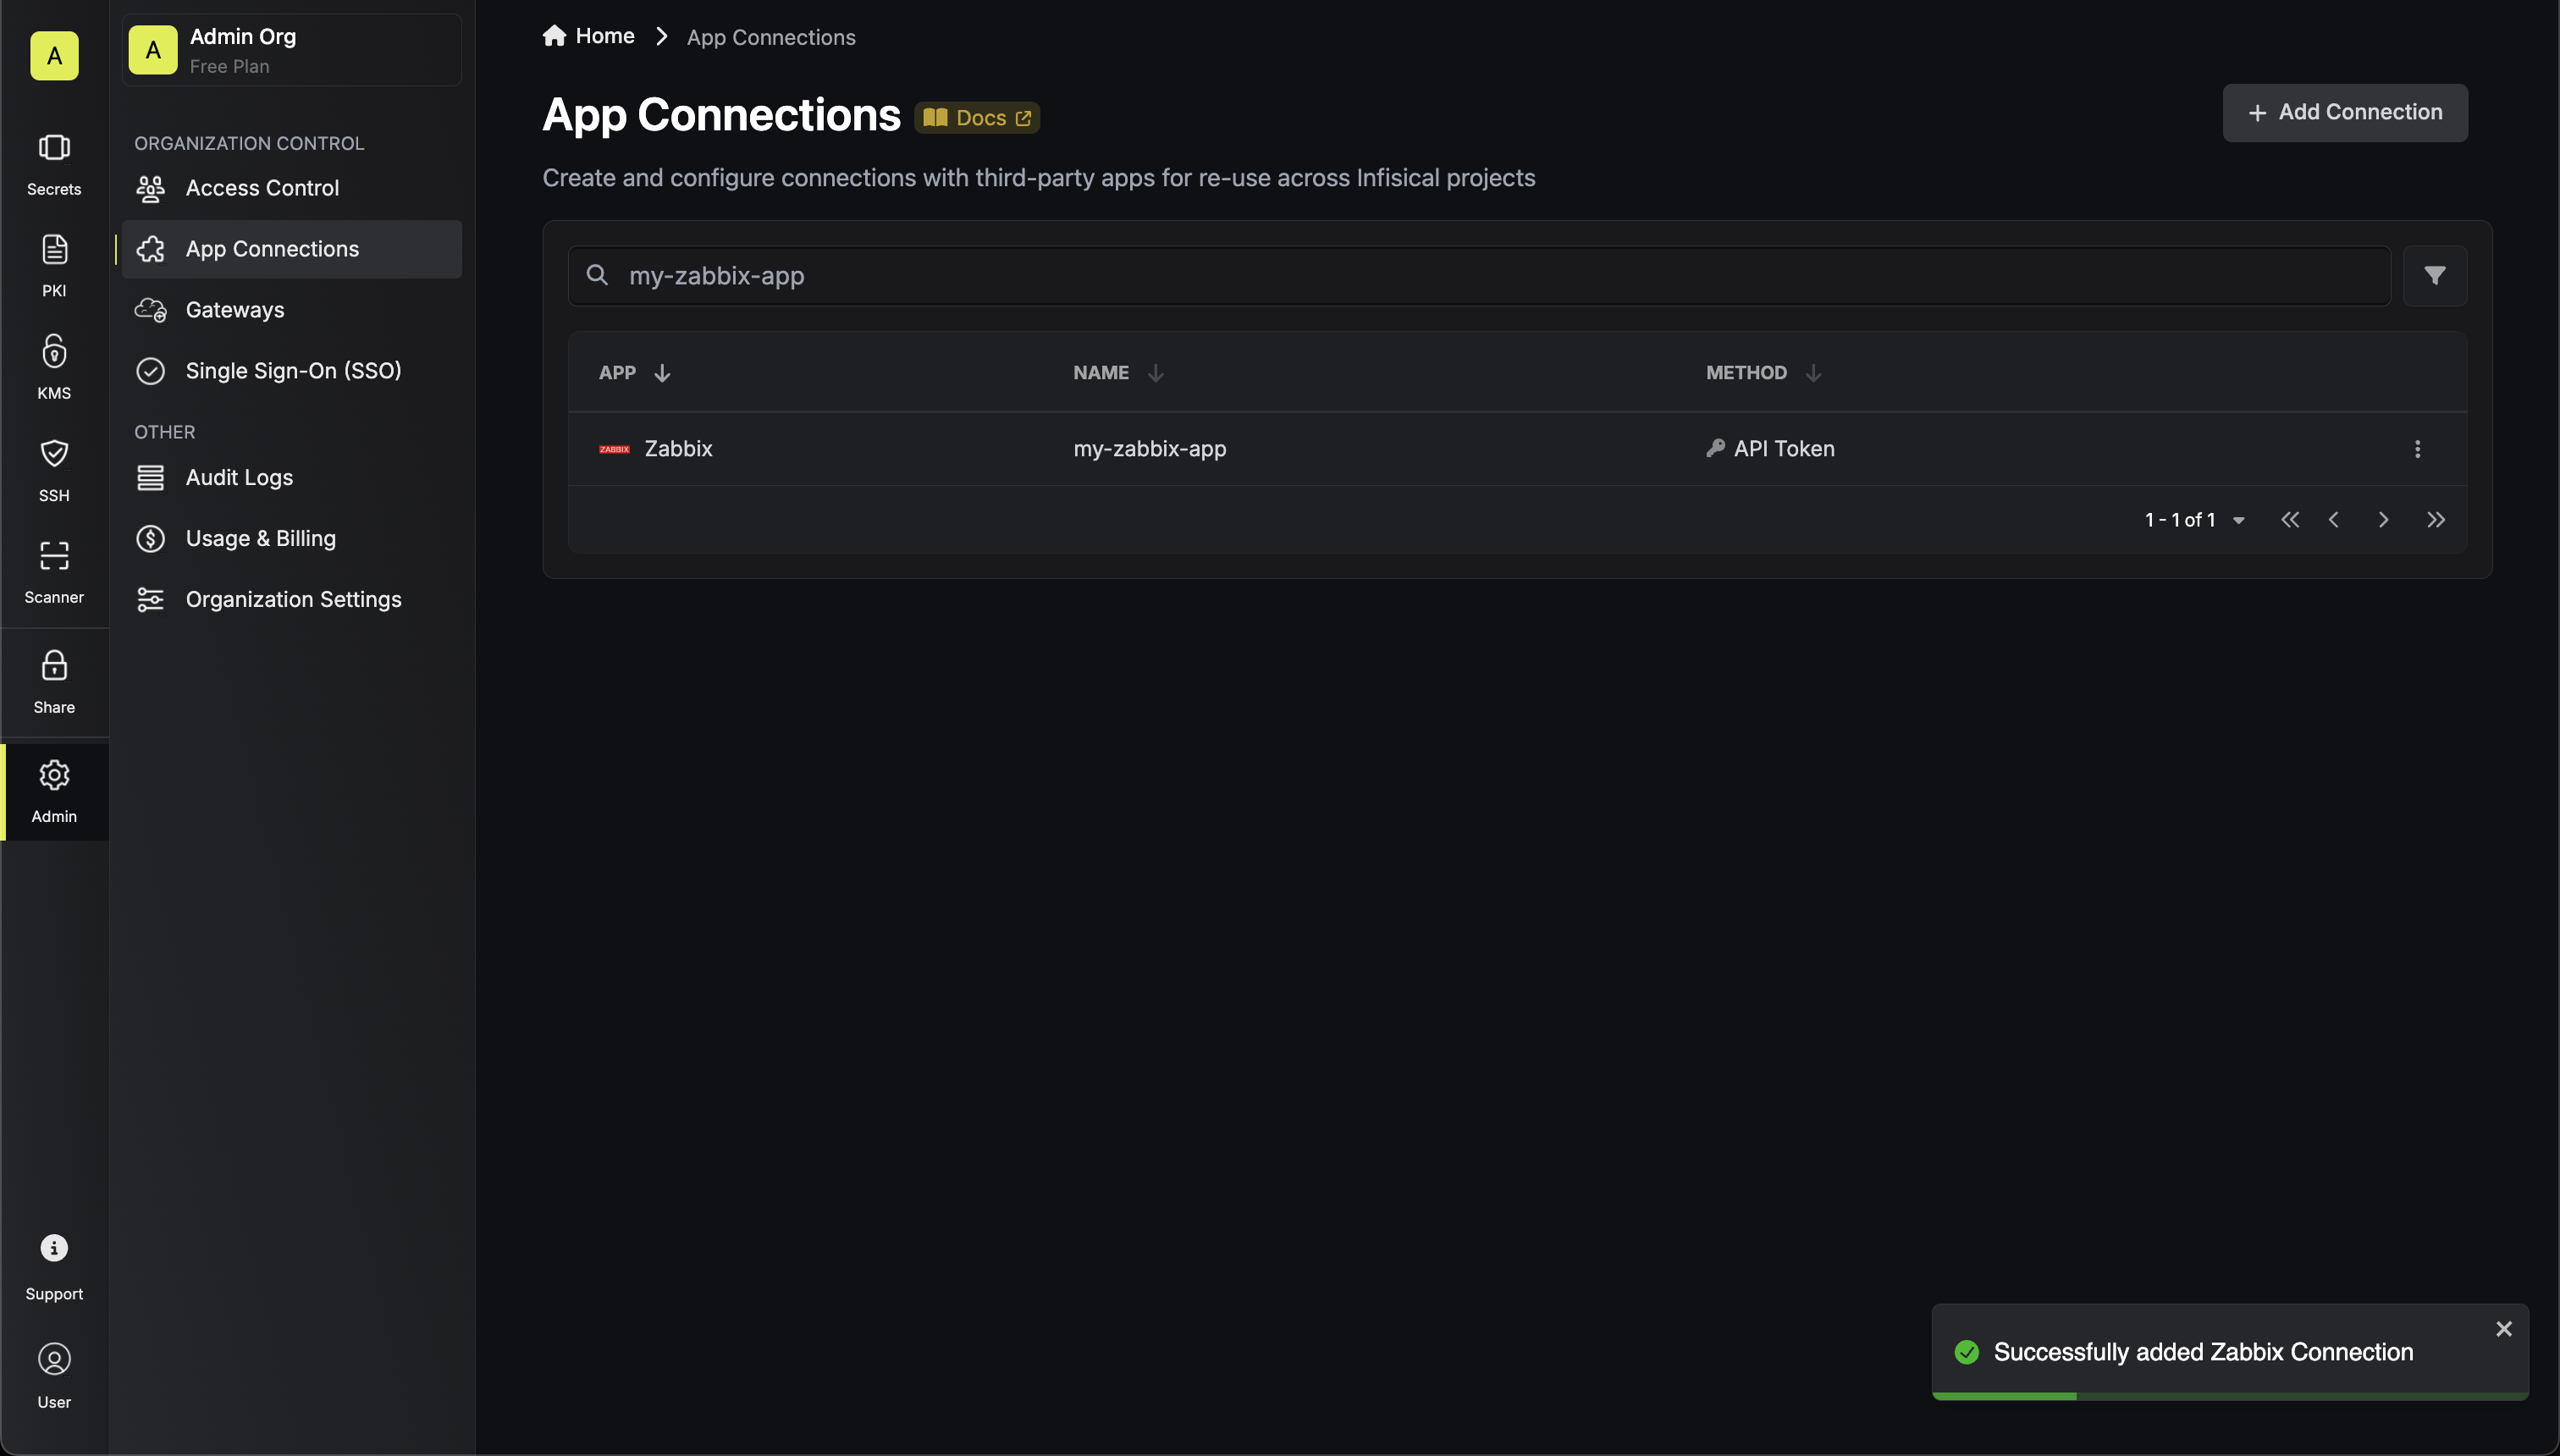 A
Secrets
PKI
KMS
SSH
Scanner
Share
Admin
Support
User
A
Admin Org
Free Plan
ORGANIZATION CONTROL
Access Control
App Connections
Gateways
Single Sign-On (SSO)
OTHER
Audit Logs
Usage & Billing
Organization Settings
Home
App Connections
App Connections
Docs
Add Connection
Create and configure connections with third-party apps for re-use across Infisical projects
my-zabbix-app
APP NAME METHOD
ZABBIX Zabbix my-zabbix-app API Token
1 - 1 of 1
Successfully added Zabbix Connection